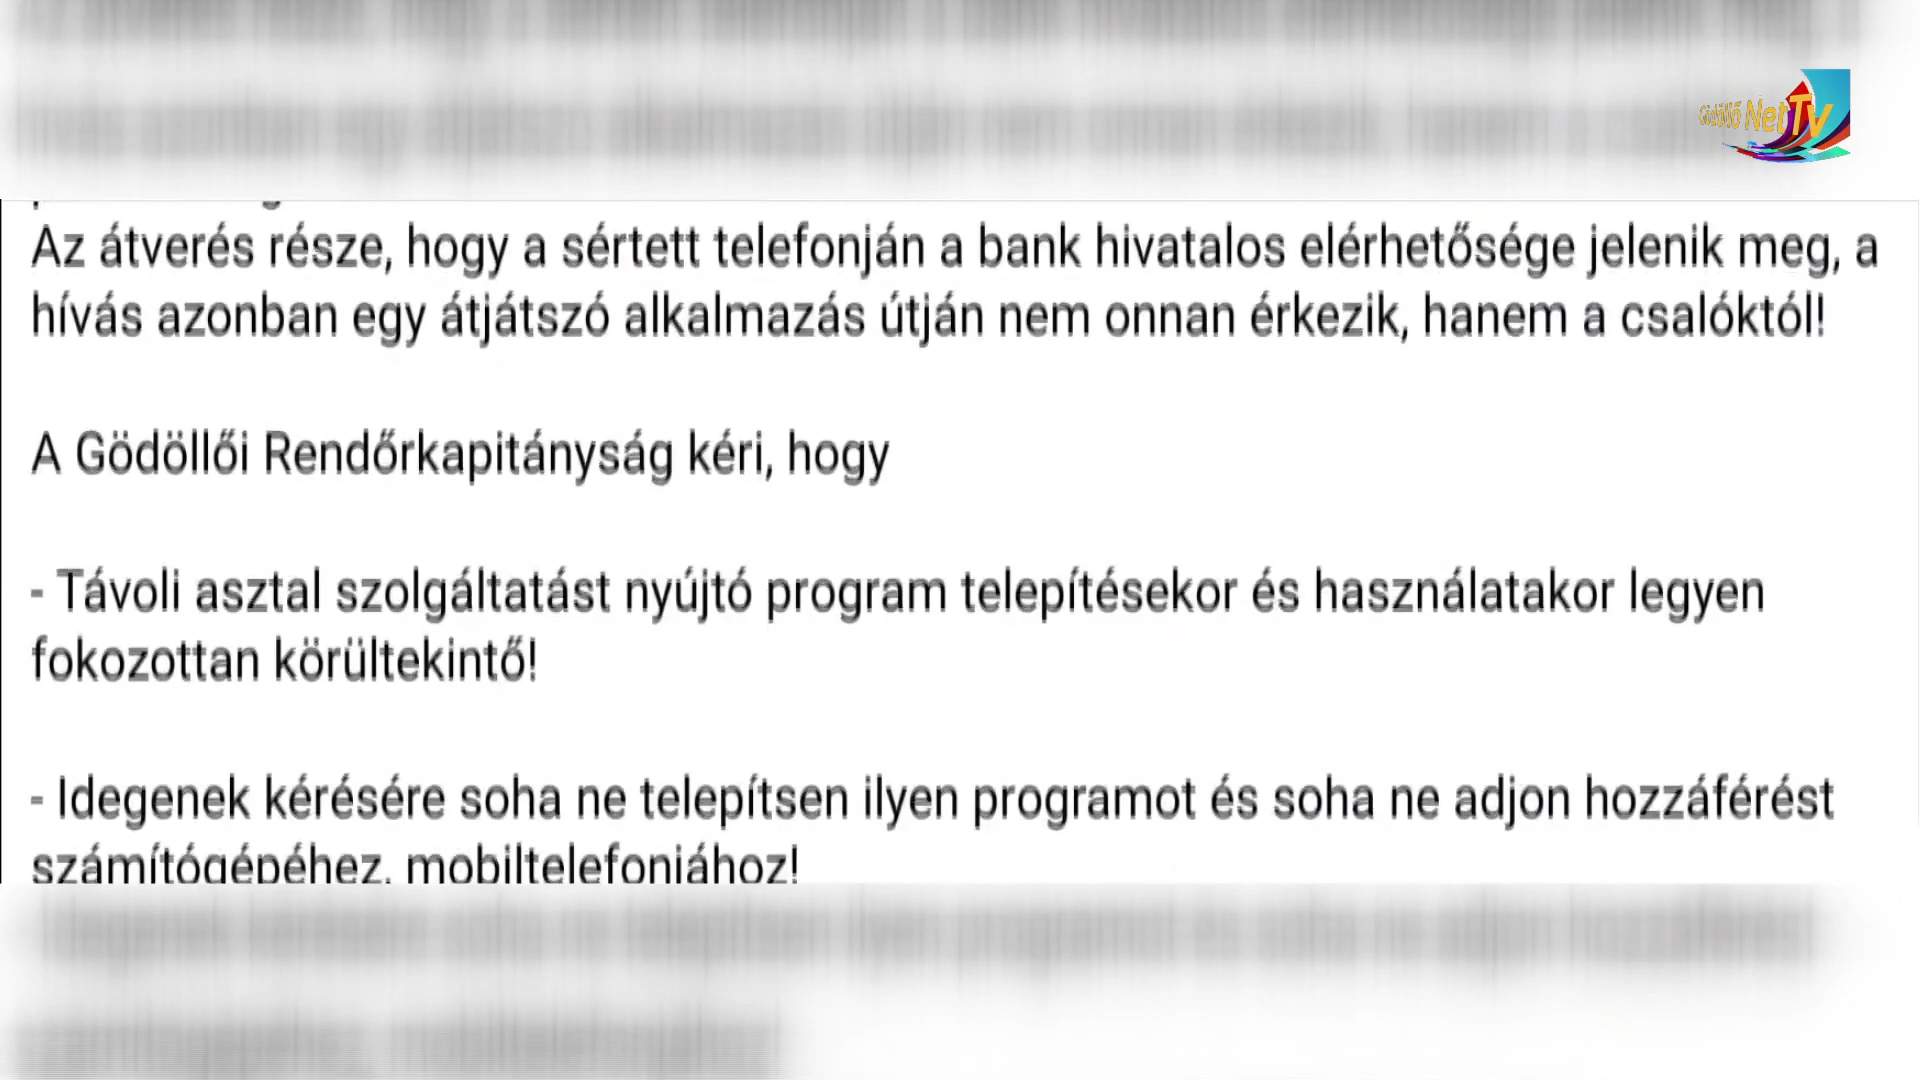 Gödöllő NetTv
Az átverés része, hogy a sértett telefonján a bank hivatalos elérhetősége jelenik meg, a
hívás azonban egy átjátszó alkalmazás útján nem onnan érkezik, hanem a csalóktól!
A Gödöllői Rendőrkapitányság kéri, hogy
- Távoli asztal szolgáltatást nyújtó program telepítésekor és használatakor legyen
fokozottan körültekintő!
- Idegenek kérésére soha ne telepítsen ilyen programot és soha ne adjon hozzáférést
számítógépéhez, mobiltelefonjához!